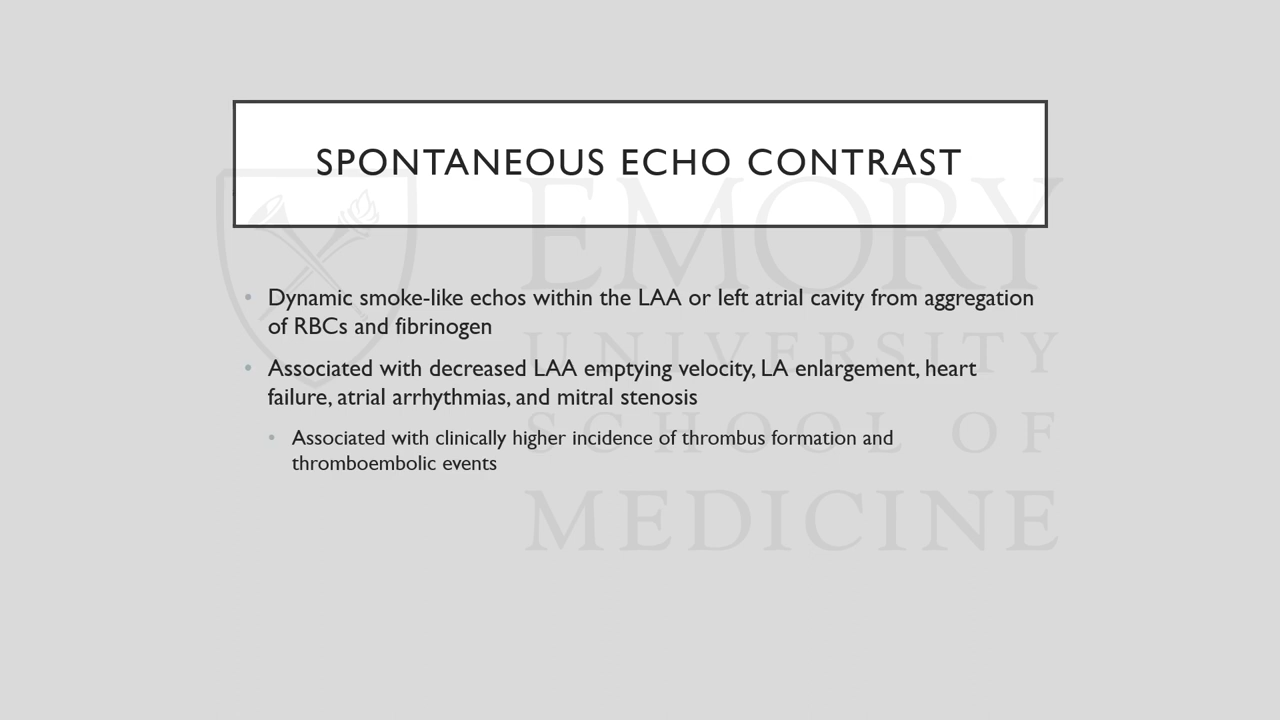 SPONTANEOUS ECHO CONTRAST
• Dynamic smoke-like echos within the LAA or left atrial cavity from aggregation
of RBCs and fibrinogen
• Associated with decreased LAA emptying velocity, LA enlargement, heart
failure, atrial arrhythmias, and mitral stenosis
• Associated with clinically higher incidence of thrombus formation and
thromboembolic events
EMORY
UNIVERSITY
SCHOOL OF
MEDICINE